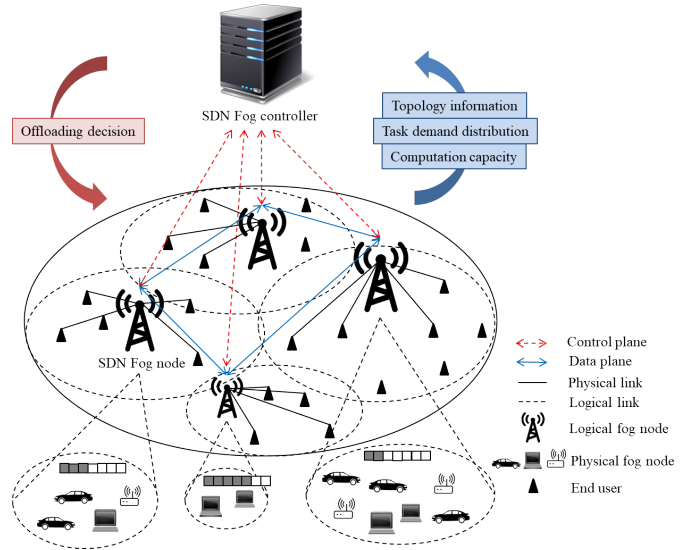 SDN Fog controller
Offloading decision
Topology information
Task demand distribution
Computation capacity
SDN Fog node
Control plane
Data plane
Physical link
Logical link
Logical fog node
Physical fog node
End user